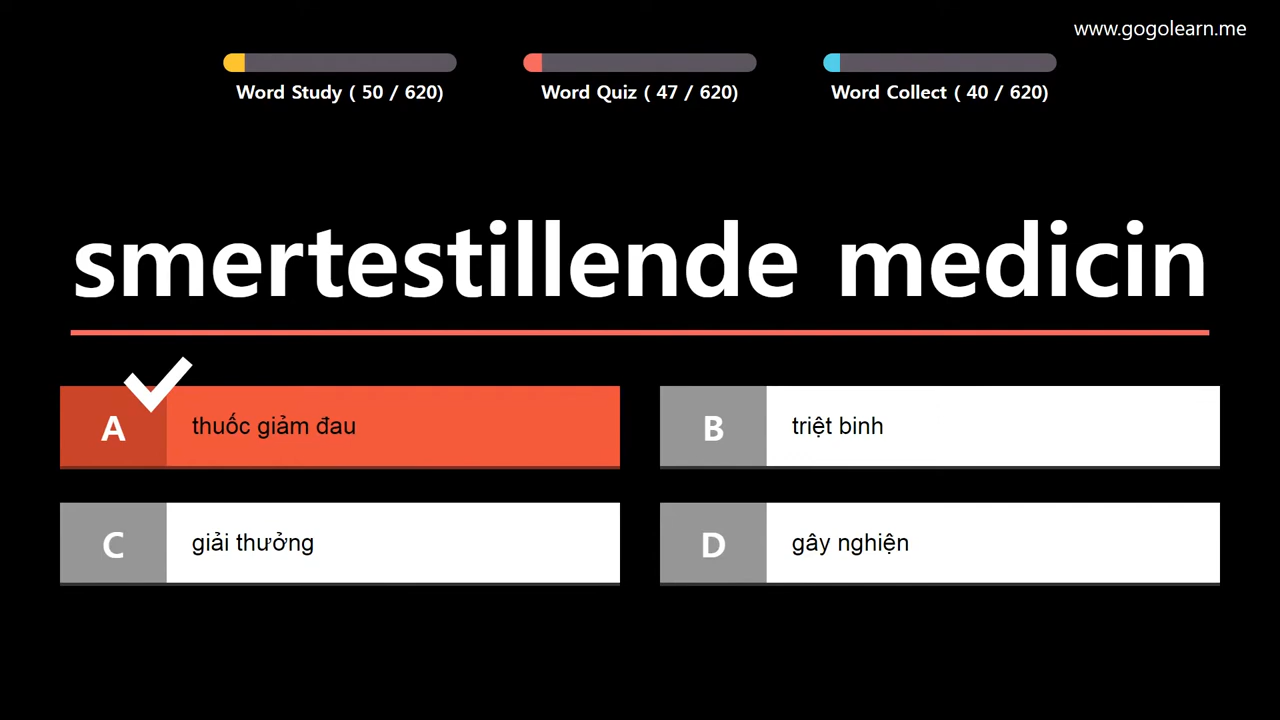 www.gogolearn.me
Word Study ( 50 / 620)
Word Quiz ( 47 / 620)
Word Collect ( 40 / 620)
smertestillende medicin
A
thuốc giảm đau
B
triệt binh
C
giải thưởng
D
gây nghiện